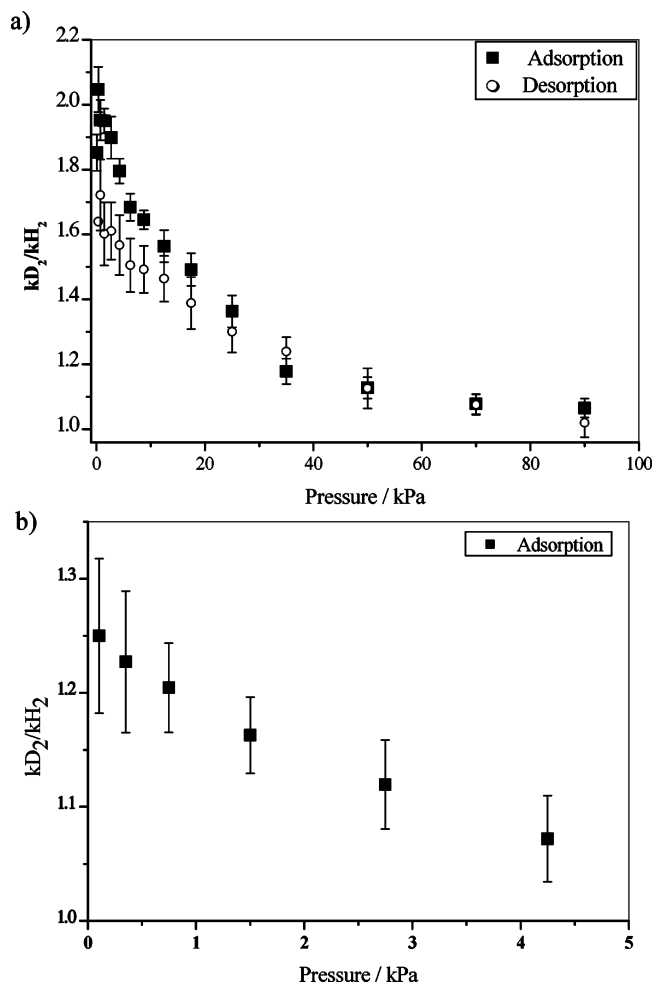 a)
2.2
Adsorption
Desorption
2.0
1.8
1.6
1.4
1.2
1.0
kD2/kH2
0 20 40 60 80 100
Pressure / kPa
b)
Adsorption
1.3
1.2
1.1
1.0
kD2/kH2
0 1 2 3 4 5
Pressure / kPa